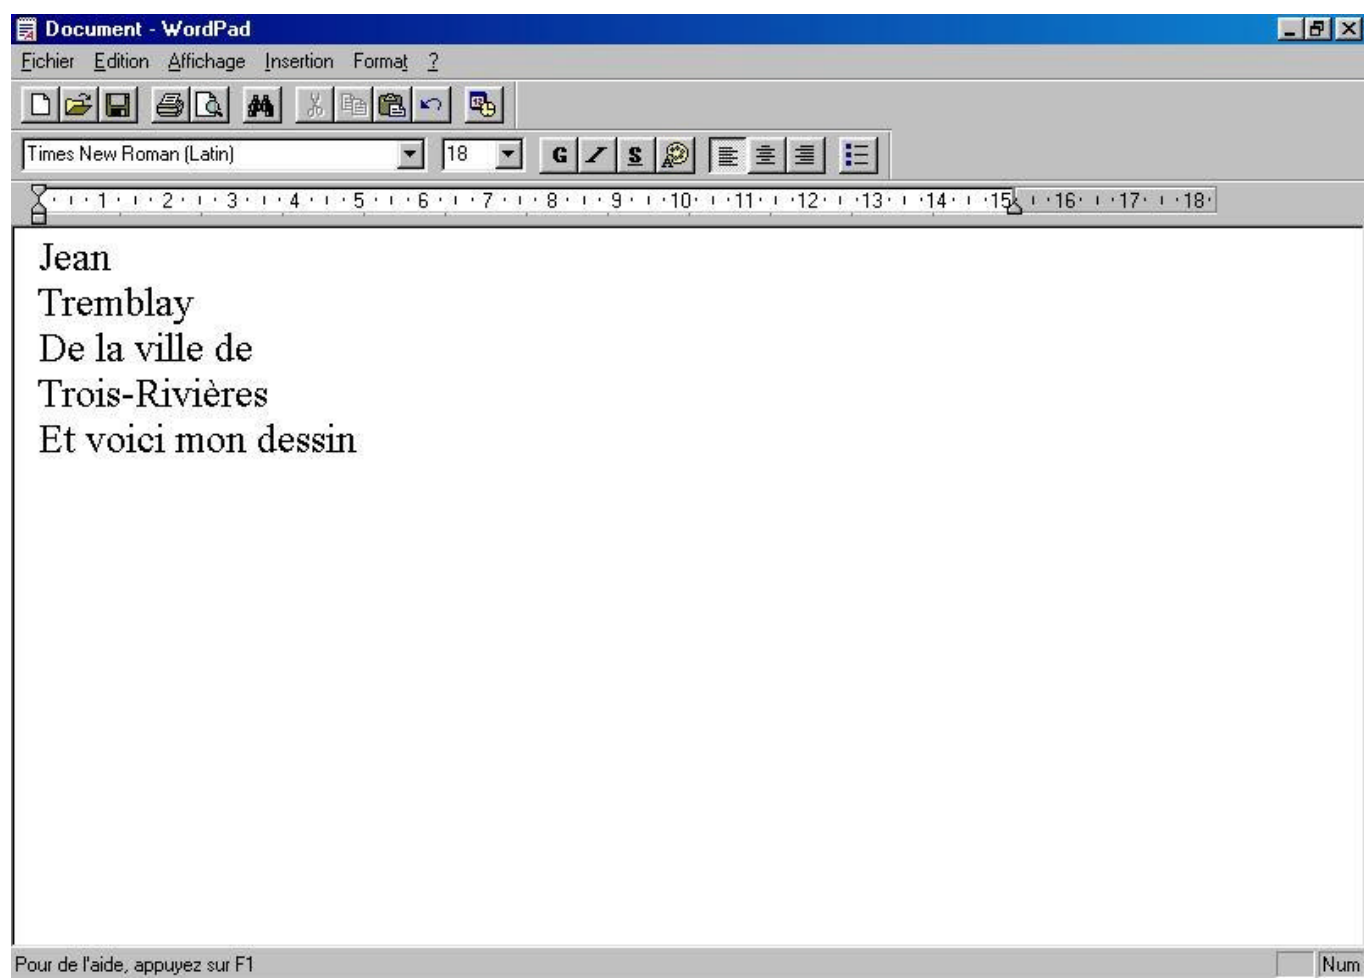 Document - WordPad
Fichier Edition Affichage Insertion Format ?
Times New Roman (Latin) 18 G I S
1 2 3 4 5 6 7 8 9 10 11 12 13 14 15 16 17 18
Jean
Tremblay
De la ville de
Trois-Rivières
Et voici mon dessin
Pour de l'aide, appuyez sur F1 Num